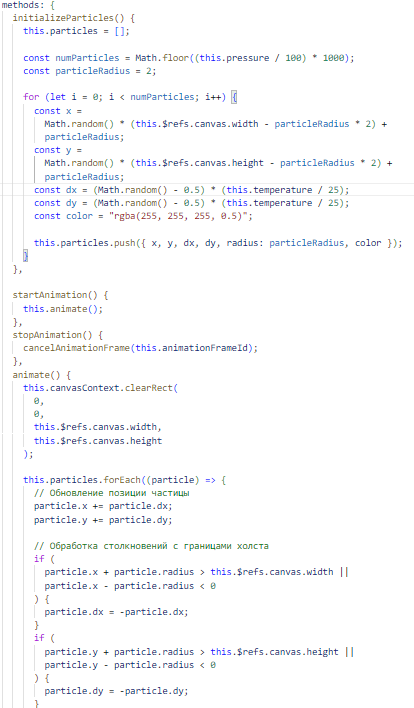 methods: {
initializeParticles() {
this.particles = [];
const numParticles = Math.floor((this.pressure / 100) * 1000);
const particleRadius = 2;
for (let i = 0; i < numParticles; i++) {
const x =
Math.random() * (this.$refs.canvas.width - particleRadius * 2) +
particleRadius;
const y =
Math.random() * (this.$refs.canvas.height - particleRadius * 2) +
particleRadius;
const dx = (Math.random() - 0.5) * (this.temperature / 25);
const dy = (Math.random() - 0.5) * (this.temperature / 25);
const color = "rgba(255, 255, 255, 0.5)";
this.particles.push({ x, y, dx, dy, radius: particleRadius, color });
}
},
startAnimation() {
this.animate();
},
stopAnimation() {
cancelAnimationFrame(this.animationFrameId);
},
animate() {
this.canvasContext.clearRect(
0,
0,
this.$refs.canvas.width,
this.$refs.canvas.height
);
this.particles.forEach((particle) => {
// Обновление позиции частицы
particle.x += particle.dx;
particle.y += particle.dy;
// Обработка столкновений с границами холста
if (
particle.x + particle.radius > this.$refs.canvas.width ||
particle.x - particle.radius < 0
) {
particle.dx = -particle.dx;
}
if (
particle.y + particle.radius > this.$refs.canvas.height ||
particle.y - particle.radius < 0
) {
particle.dy = -particle.dy;
}